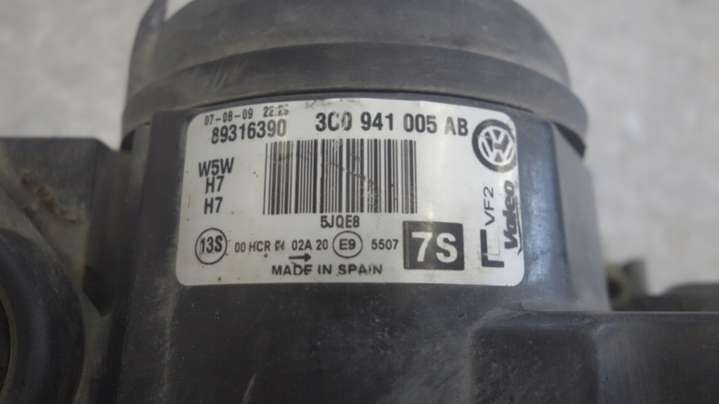 07-08-09 22:25
89316390 3C0 941 005 AB
W5W
H7
H7
5JQE8
VF2
Valeo
13S 00 HCR 04 02A 20 E9 5507 7S
MADE IN SPAIN